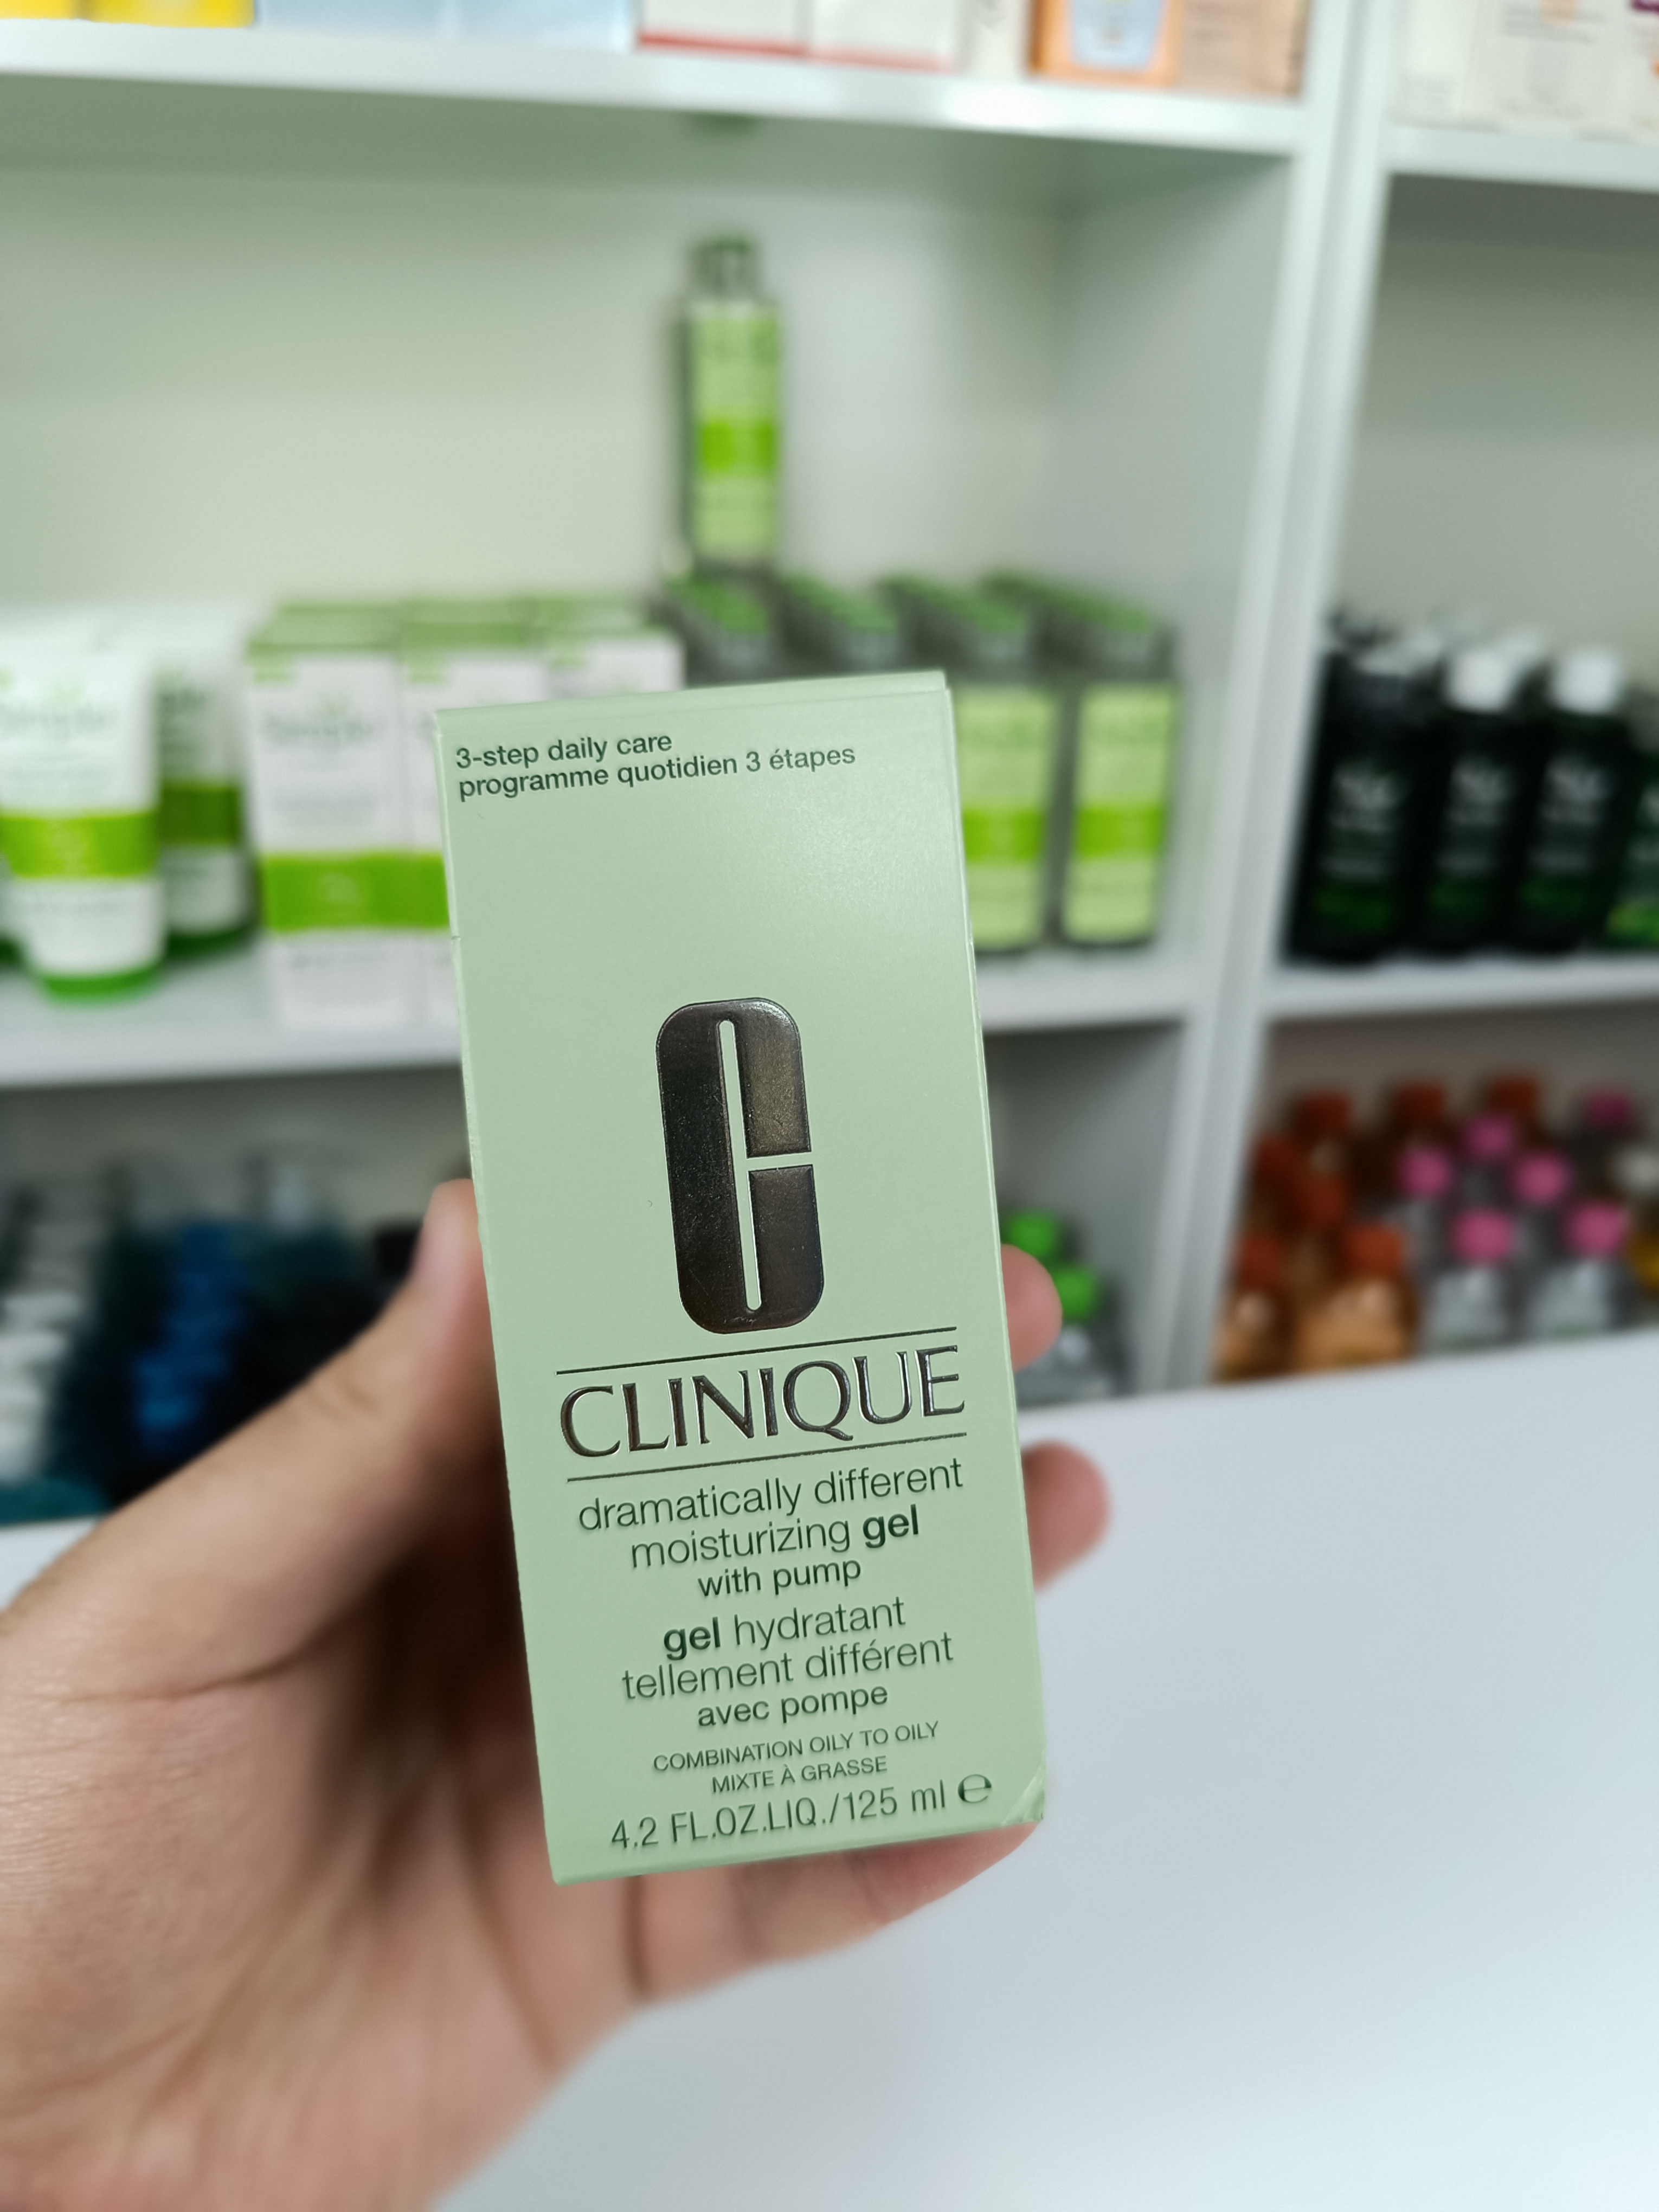 3-step daily care
programme quotidien 3 étapes
C
CLINIQUE
dramatically different
moisturizing gel
with pump
gel hydratant
tellement différent
avec pompe
COMBINATION OILY TO OILY
MIXTE À GRASSE
4.2 FL.OZ.LIQ./125 ml ℮